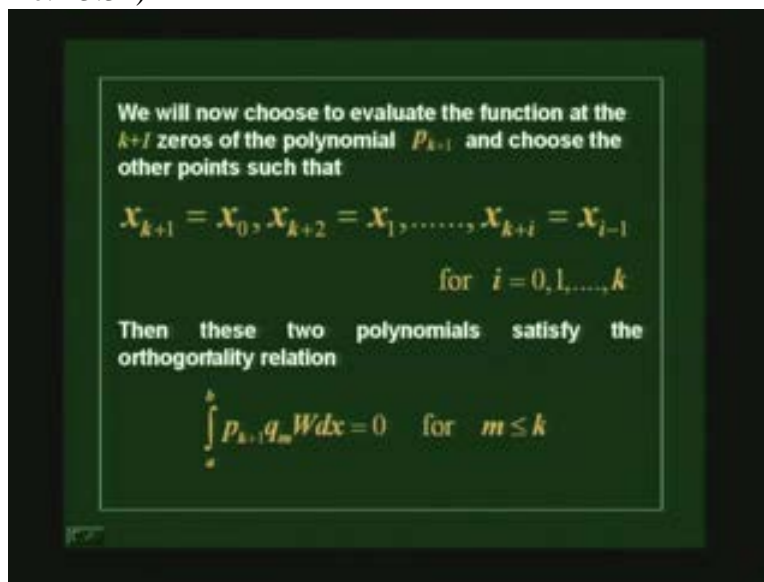 We will now choose to evaluate the function at the
k+1 zeros of the polynomial p_{k+1} and choose the
other points such that
x_{k+1} = x_0, x_{k+2} = x_1,......, x_{k+i} = x_{i-1}
for i = 0,1,....,k
Then these two polynomials satisfy the
orthogonality relation
∫_a^b p_{k+1} q_m W dx = 0 for m ≤ k